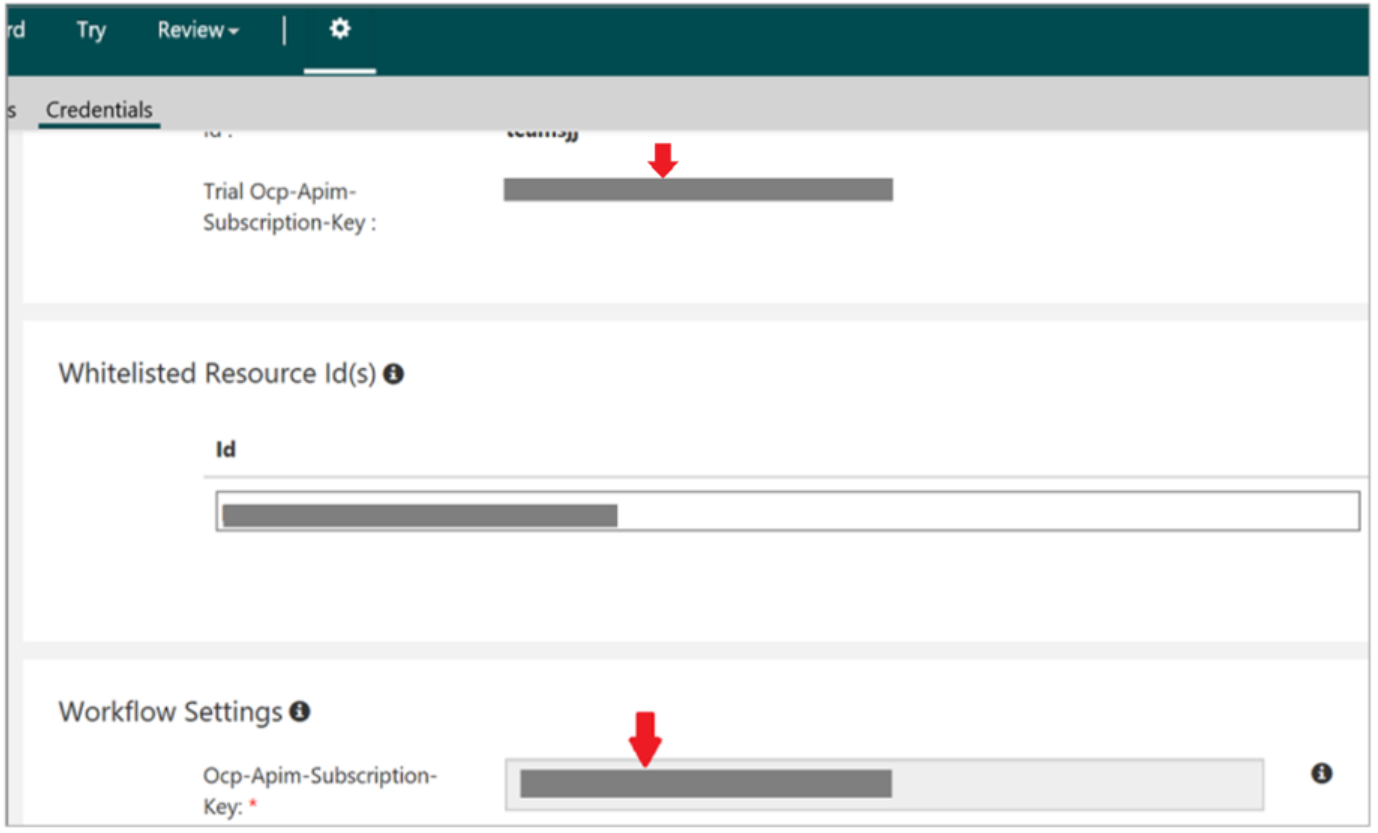 rd Try Review
s Credentials
Id :
Trial Ocp-Apim-
Subscription-Key :
Whitelisted Resource Id(s)
Id
Workflow Settings
Ocp-Apim-Subscription-
Key: *